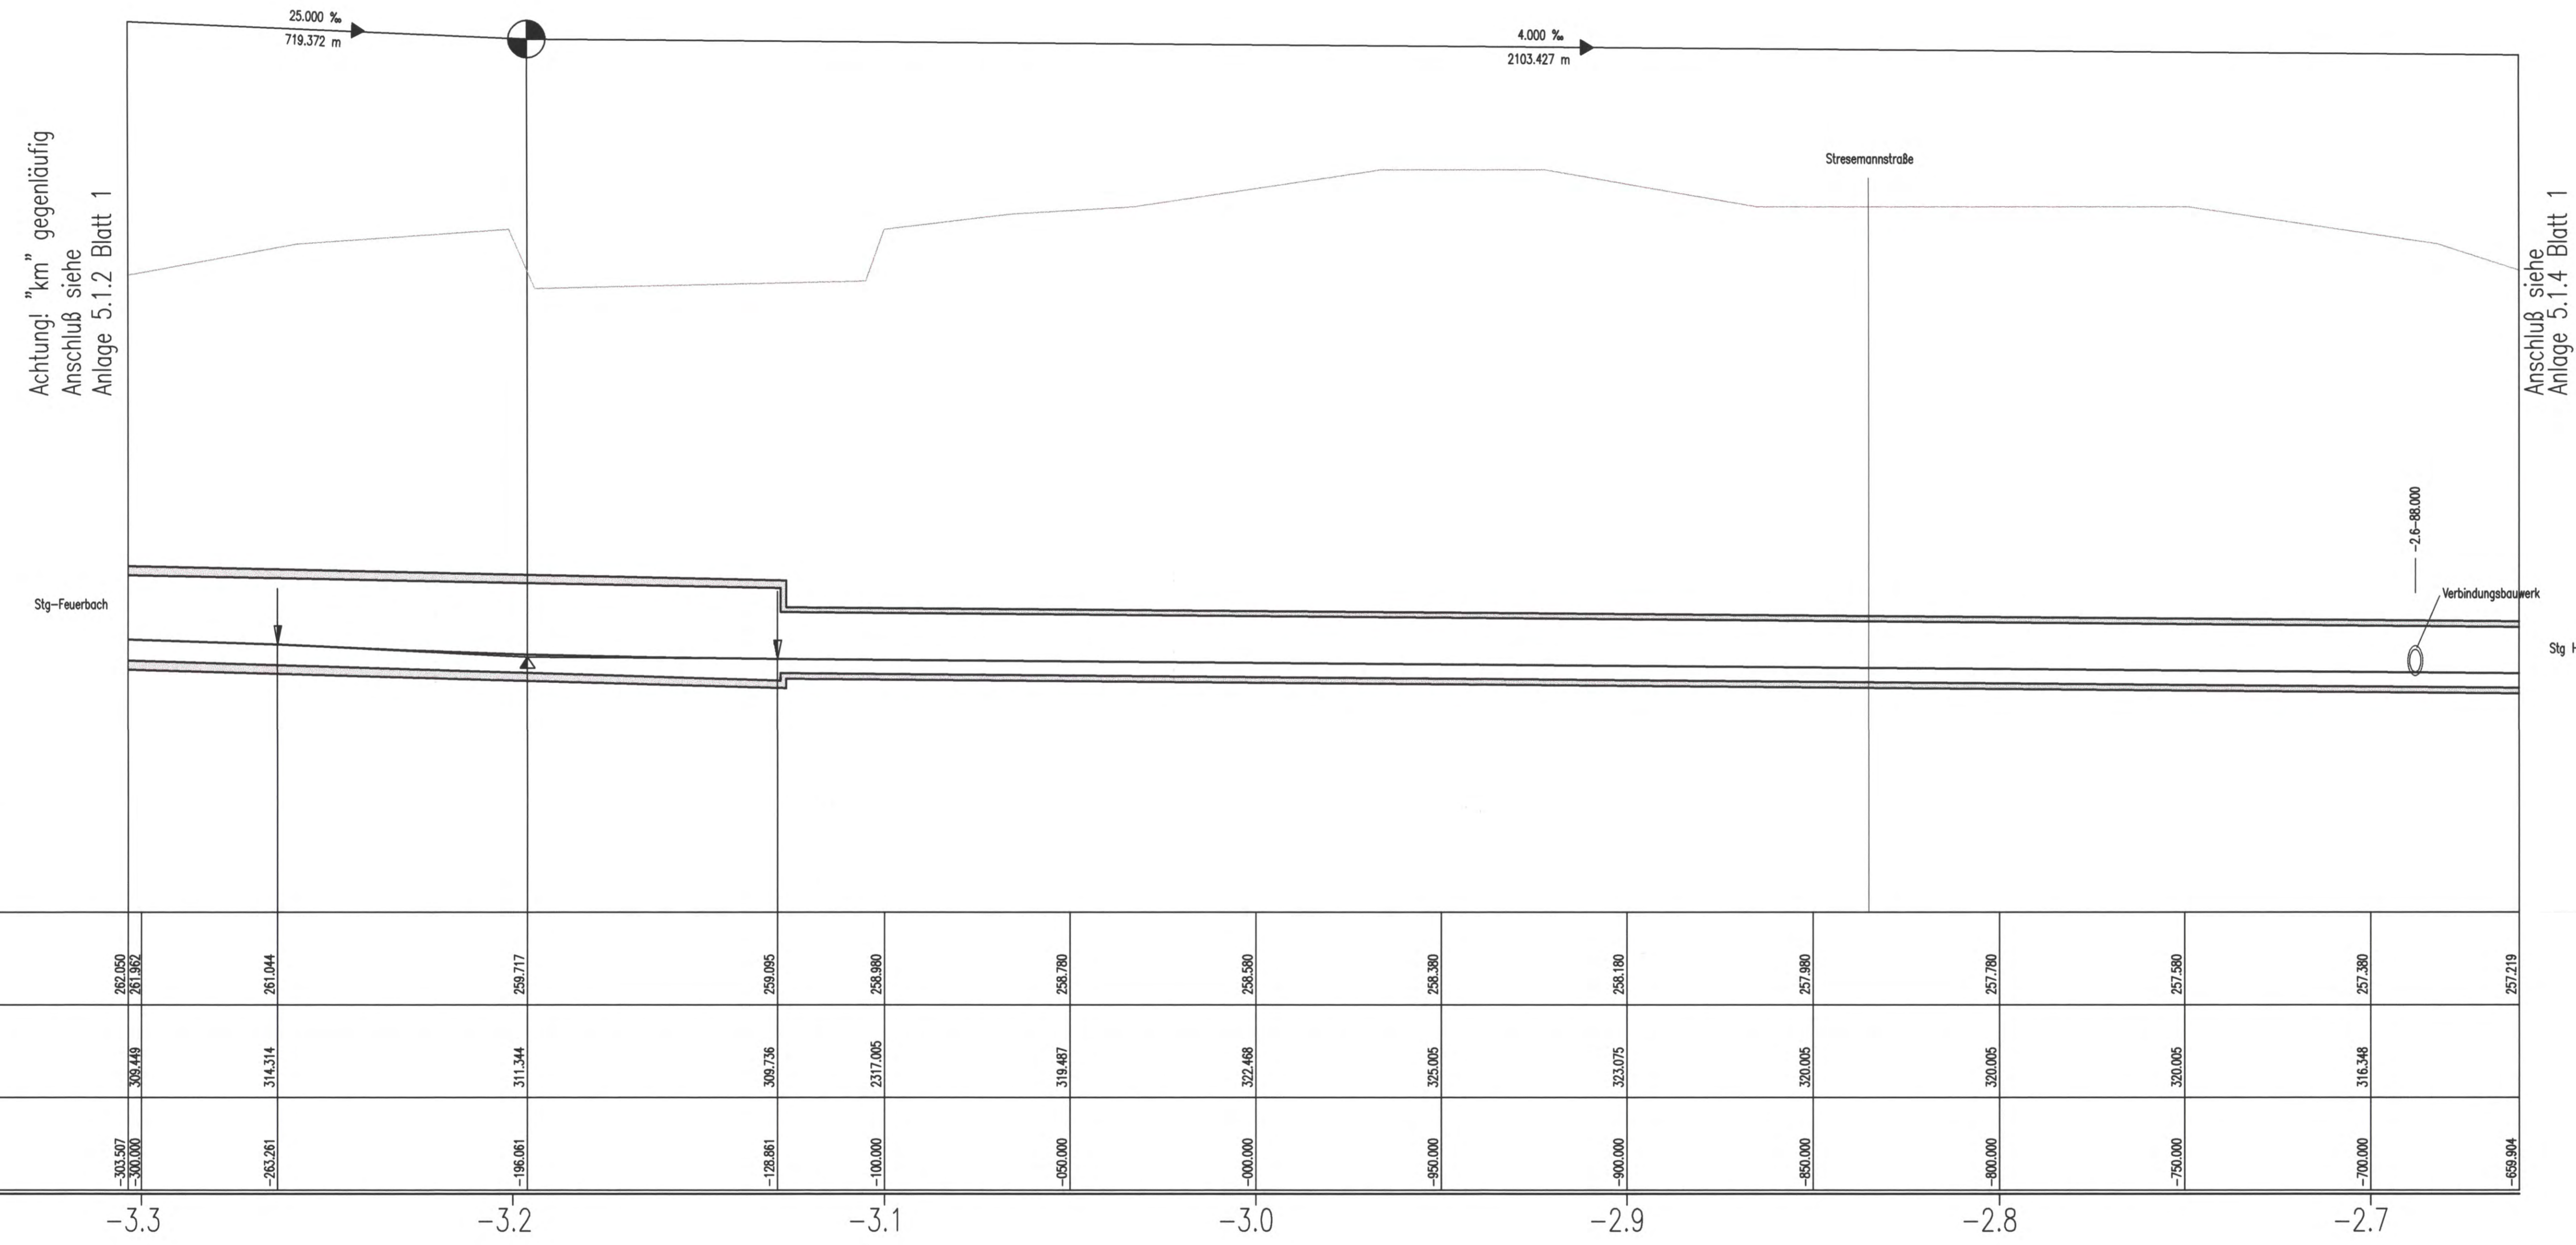 25.000 ‰
719.372 m
4.000 ‰
2103.427 m
Achtung! "km" gegenläufig
Anschluß siehe
Anlage 5.1.2 Blatt 1
Stresemannstraße
Anschluß siehe
Anlage 5.1.4 Blatt 1
-2.6-88.000
Verbindungsbauwerk
Stg-Feuerbach
Stg
262.050 261.962 261.044 259.717 259.095 258.980 258.780 258.580 258.380 258.180 257.980 257.780 257.580 257.380 257.219
309.449 314.314 311.344 309.736 2317.005 319.487 322.468 325.005 323.075 320.005 320.005 320.005 316.348
-303.507 -300.000 -263.261 -196.061 -128.861 -100.000 -050.000 -000.000 -950.000 -900.000 -850.000 -800.000 -750.000 -700.000 -659.904
-3.3 -3.2 -3.1 -3.0 -2.9 -2.8 -2.7